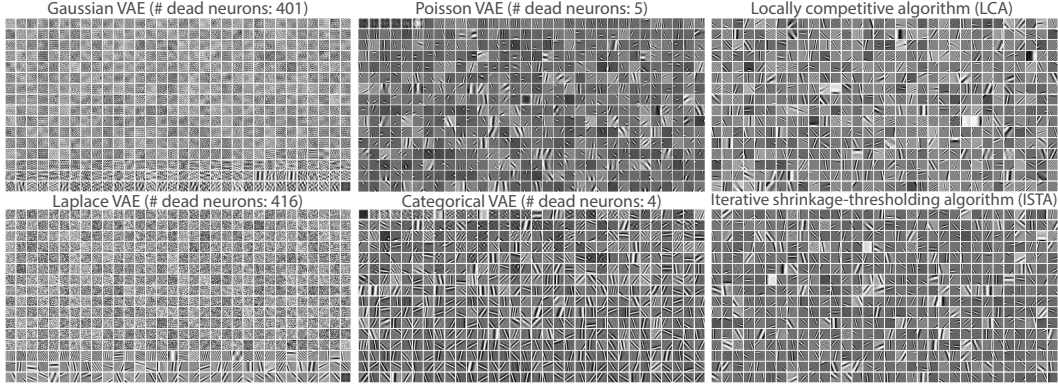 Gaussian VAE (# dead neurons: 401)
Poisson VAE (# dead neurons: 5)
Locally competitive algorithm (LCA)
Laplace VAE (# dead neurons: 416)
Categorical VAE (# dead neurons: 4)
Iterative shrinkage-thresholding algorithm (ISTA)